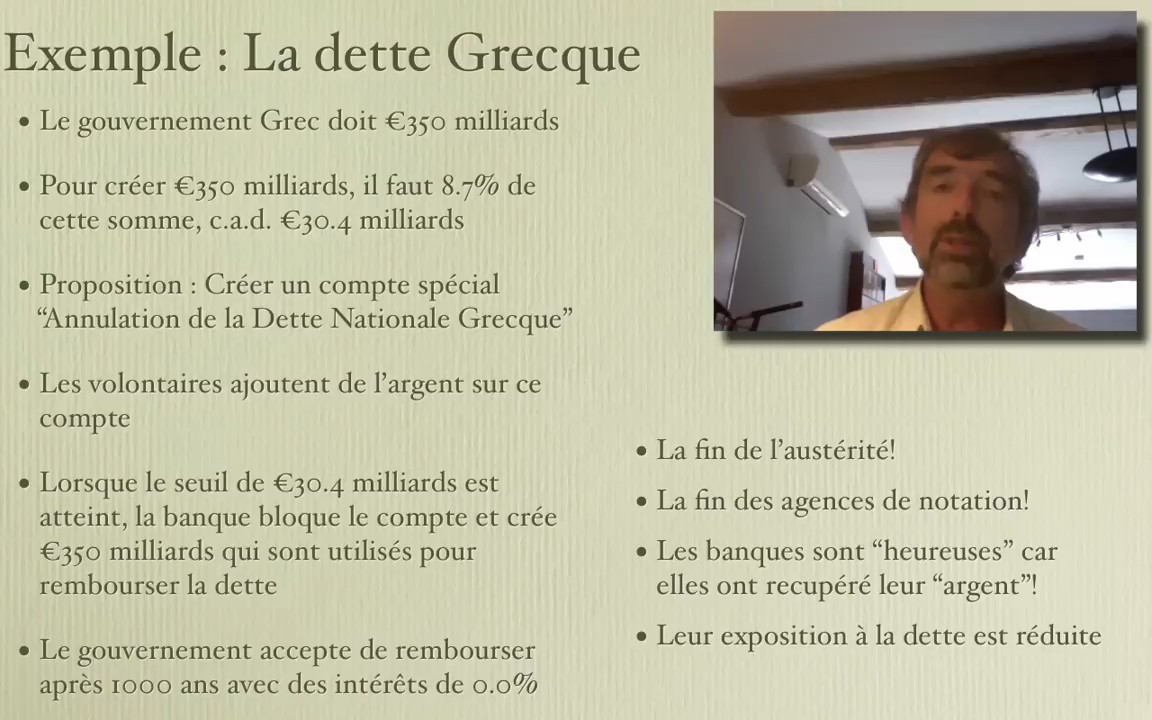 Exemple : La dette Grecque
• Le gouvernement Grec doit €350 milliards
• Pour créer €350 milliards, il faut 8.7% de
cette somme, c.a.d. €30.4 milliards
• Proposition : Créer un compte spécial
“Annulation de la Dette Nationale Grecque”
• Les volontaires ajoutent de l’argent sur ce
compte
• Lorsque le seuil de €30.4 milliards est
atteint, la banque bloque le compte et crée
€350 milliards qui sont utilisés pour
rembourser la dette
• Le gouvernement accepte de rembourser
après 1000 ans avec des intérêts de 0.0%
• La fin de l’austérité!
• La fin des agences de notation!
• Les banques sont “heureuses” car
elles ont recupéré leur “argent”!
• Leur exposition à la dette est réduite